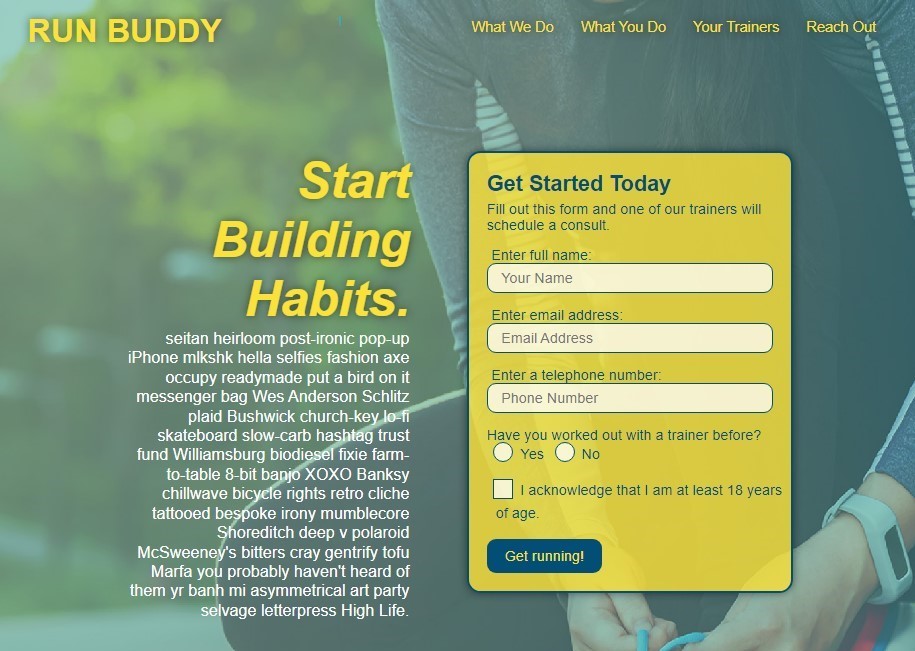 RUN BUDDY
What We Do
What You Do
Your Trainers
Reach Out
Start
Building
Habits.
seitan heirloom post-ironic pop-up
iPhone mlkshk hella selfies fashion axe
occupy readymade put a bird on it
messenger bag Wes Anderson Schlitz
plaid Bushwick church-key lo-fi
skateboard slow-carb hashtag trust
fund Williamsburg biodiesel fixie farm-
to-table 8-bit banjo XOXO Banksy
chillwave bicycle rights retro cliche
tattooed bespoke irony mumblecore
Shoreditch deep v polaroid
McSweeney's bitters cray gentrify tofu
Marfa you probably haven't heard of
them yr banh mi asymmetrical art party
selvage letterpress High Life.
Get Started Today
Fill out this form and one of our trainers will
schedule a consult.
Enter full name:
Your Name
Enter email address:
Email Address
Enter a telephone number:
Phone Number
Have you worked out with a trainer before?
Yes
No
I acknowledge that I am at least 18 years
of age.
Get running!